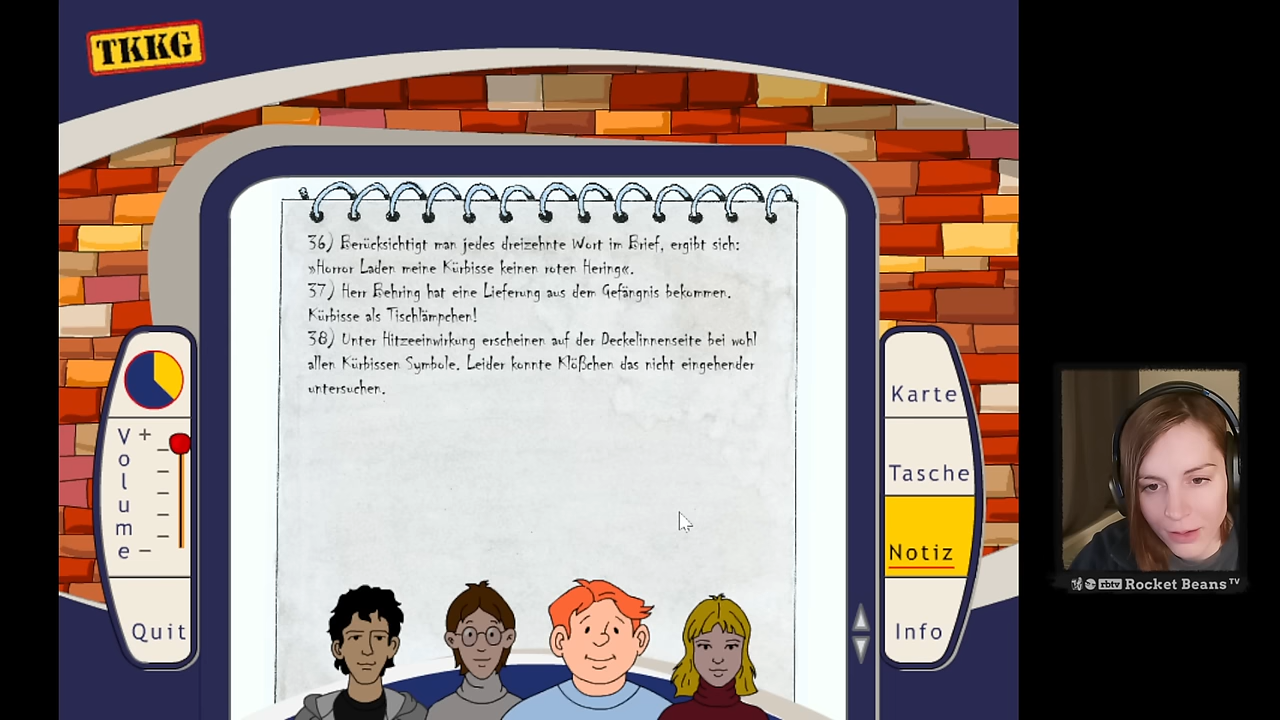 TKKG
36) Berücksichtigt man jedes dreizehnte Wort im Brief, ergibt sich:
»Horror Laden meine Kürbisse keinen roten Hering«.
37) Herr Behring hat eine Lieferung aus dem Gefängnis bekommen.
Kürbisse als Tischlämpchen!
38) Unter Hitzeeinwirkung erscheinen auf der Deckelinnenseite bei wohl
allen Kürbissen Symbole. Leider konnte Klößchen das nicht eingehender
untersuchen.
Volume
+
−
Quit
Karte
Tasche
Notiz
Info
rbtv Rocket Beans TV